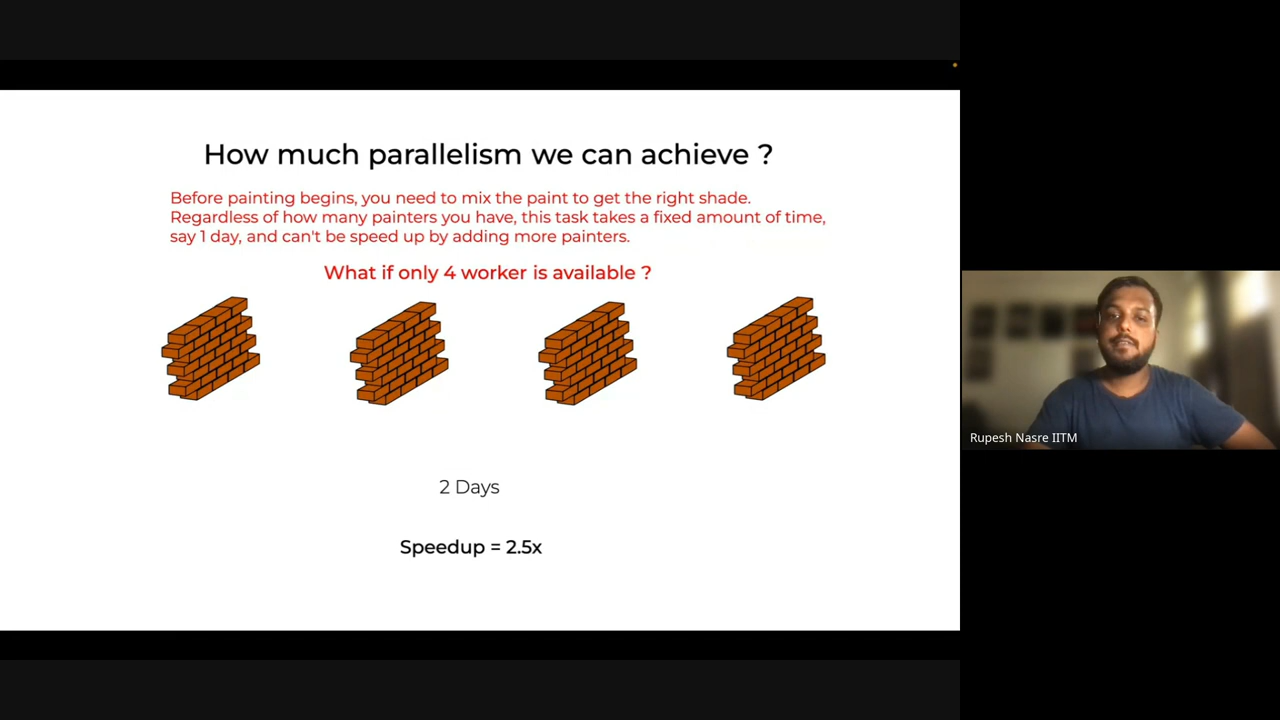 How much parallelism we can achieve ?
Before painting begins, you need to mix the paint to get the right shade.
Regardless of how many painters you have, this task takes a fixed amount of time,
say 1 day, and can't be speed up by adding more painters.
What if only 4 worker is available ?
2 Days
Speedup = 2.5x
Rupesh Nasre IITM